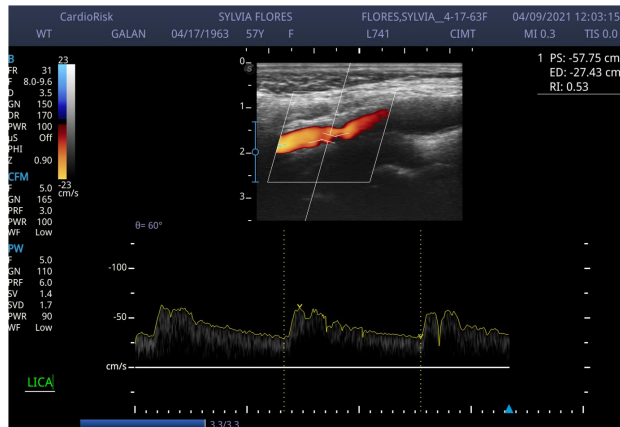 CardioRisk SYLVIA FLORES FLORES,SYLVIA__4-17-63F 04/09/2021 12:03:15
WT GALAN 04/17/1963 57Y F L741 CIMT MI 0.3 TIS 0.0
B
FR 31
F 8.0-9.6
D 3.5
GN 150
DR 170
PWR 100
µS Off
PHI
Z 0.90
CFM
F 5.0
GN 165
PRF 3.0
PWR 100
WF Low
PW
F 5.0
GN 110
PRF 6.0
SV 1.4
SVD 1.7
PWR 90
WF Low
23
-23
cm/s
0
S
1
2
3
1 PS: -57.75 cm
ED: -27.43 cm
RI: 0.53
θ= 60°
-100
-50
cm/s
LICA
3.3/3.3